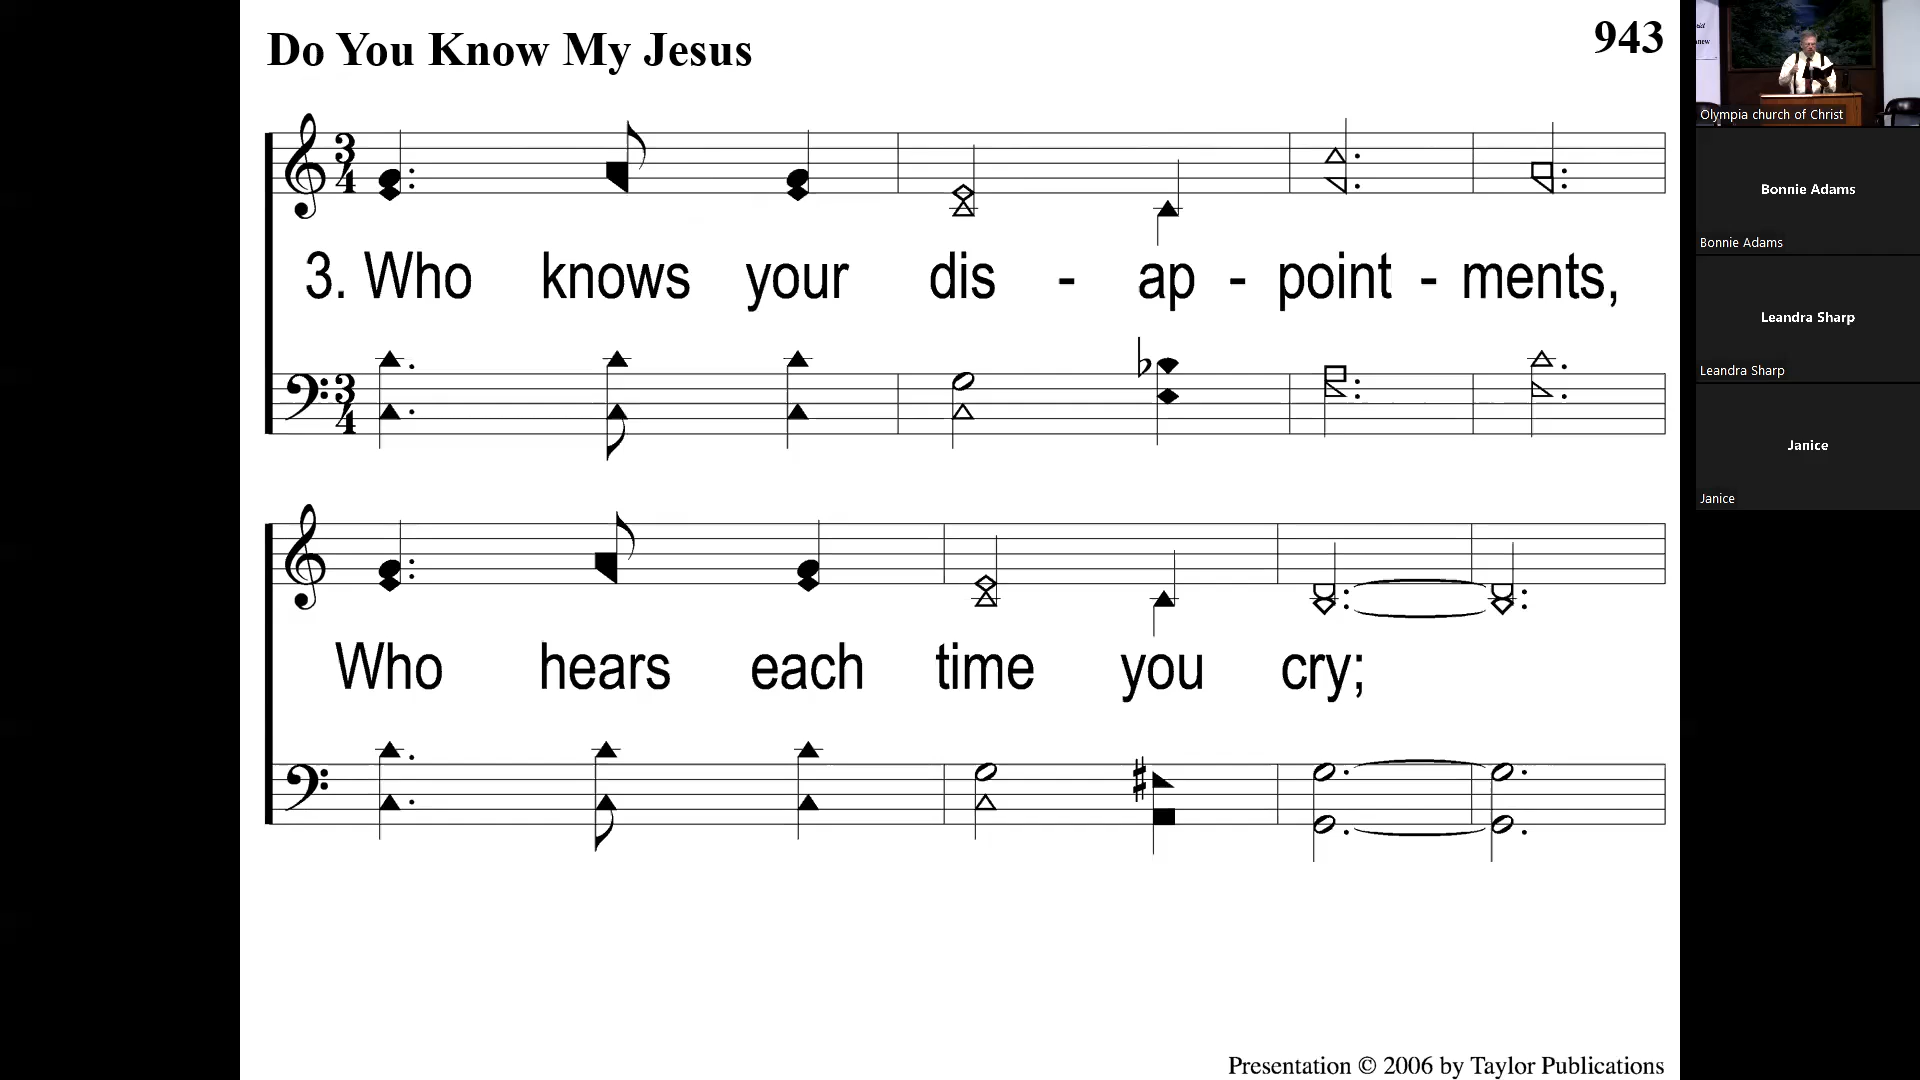 Do You Know My Jesus
943
3. Who knows your dis - ap - point - ments,
Who hears each time you cry;
Presentation © 2006 by Taylor Publications
Olympia church of Christ
Bonnie Adams
Bonnie Adams
Leandra Sharp
Leandra Sharp
Janice
Janice